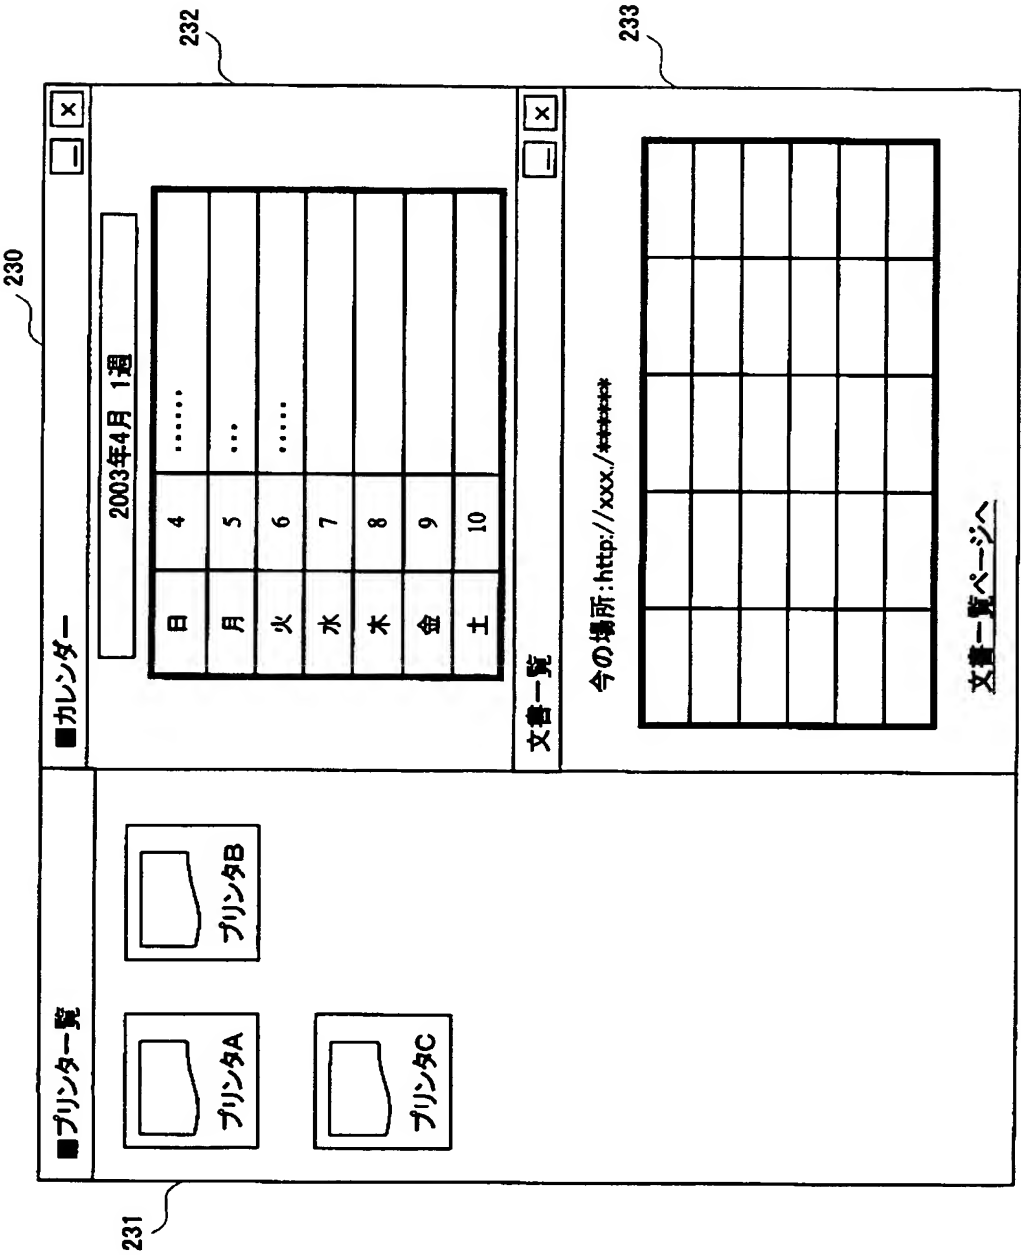 230
231
232
233
■プリンター覧
プリンタA
プリンタB
プリンタC
■カレンダー
_ ×
2003年4月 1週
日 4 ……
月 5 …
火 6 .....
水 7
木 8
金 9
土 10
文書一覧
_ ×
今の場所:http://xxx./******
文書一覧ページへ